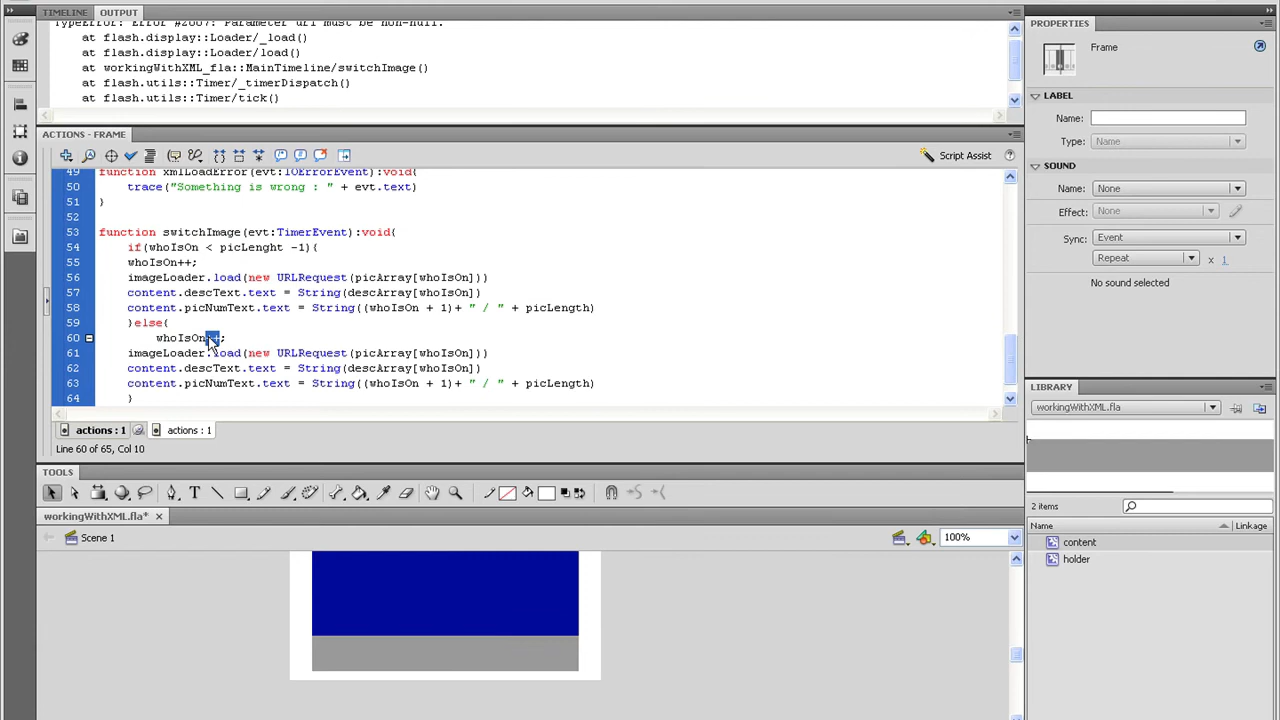 TIMELINE OUTPUT
TypeError: Error #2007: Parameter url must be non-null.
at flash.display::Loader/_load()
at flash.display::Loader/load()
at workingWithXML_fla::MainTimeline/switchImage()
at flash.utils::Timer/_timerDispatch()
at flash.utils::Timer/tick()
ACTIONS - FRAME
Script Assist
49 function xmlLoadError(evt:IOErrorEvent):void{
50 trace("Something is wrong : " + evt.text)
51 }
52
53 function switchImage(evt:TimerEvent):void{
54 if(whoIsOn < picLenght -1){
55 whoIsOn++;
56 imageLoader.load(new URLRequest(picArray[whoIsOn]))
57 content.descText.text = String(descArray[whoIsOn])
58 content.picNumText.text = String((whoIsOn + 1)+ " / " + picLength)
59 }else{
60 whoIsOn++;
61 imageLoader.load(new URLRequest(picArray[whoIsOn]))
62 content.descText.text = String(descArray[whoIsOn])
63 content.picNumText.text = String((whoIsOn + 1)+ " / " + picLength)
64 }
actions : 1 actions : 1
Line 60 of 65, Col 10
TOOLS
workingWithXML.fla*
Scene 1
100%
PROPERTIES
Frame
LABEL
Name:
Type: Name
SOUND
Name: None
Effect: None
Sync: Event
Repeat x 1
No sound selected
LIBRARY
workingWithXML.fla
2 items
Name Linkage
content
holder